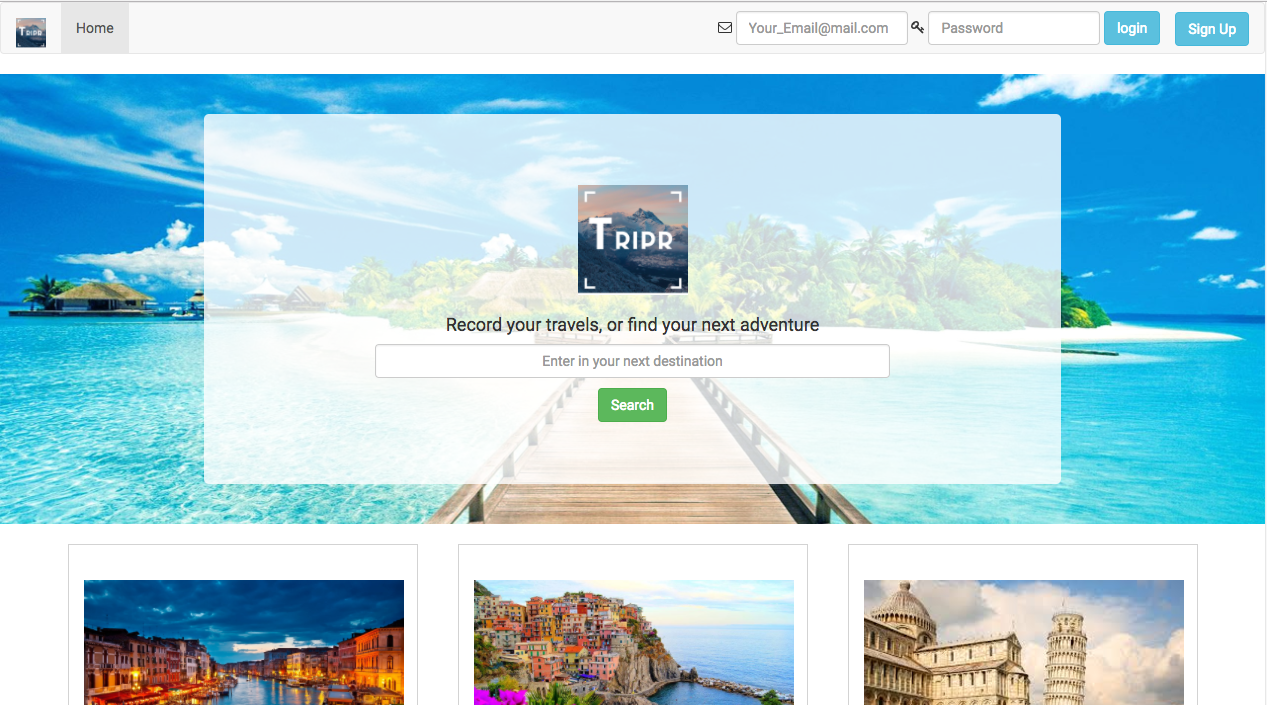 TRIPR
Home
Your_Email@mail.com
Password
login
Sign Up
TRIPR
Record your travels, or find your next adventure
Enter in your next destination
Search